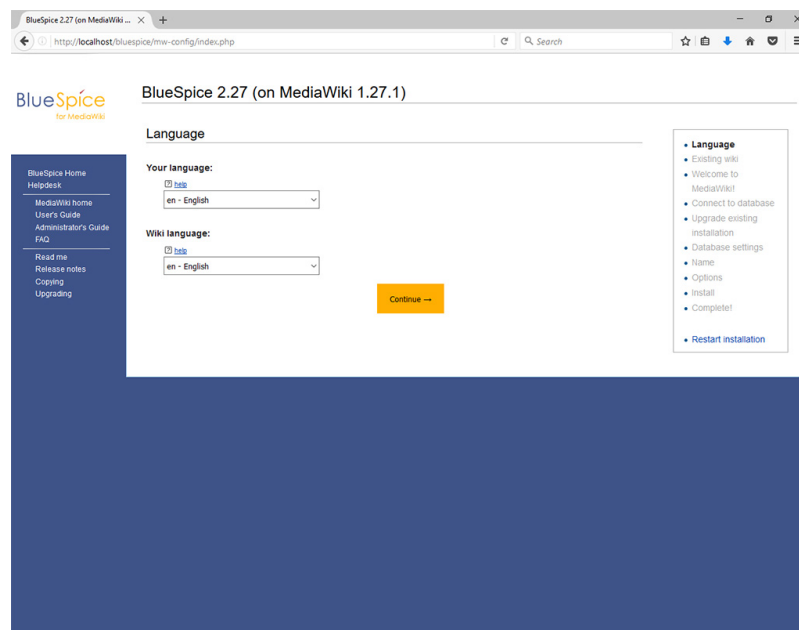 BlueSpice 2.27 (on MediaWiki ...
http://localhost/bluespice/mw-config/index.php
Search
BlueSpice
for MediaWiki
BlueSpice Home
Helpdesk
MediaWiki home
User's Guide
Administrator's Guide
FAQ
Read me
Release notes
Copying
Upgrading
BlueSpice 2.27 (on MediaWiki 1.27.1)
Language
Your language:
help
en - English
Wiki language:
help
en - English
Continue →
Language
Existing wiki
Welcome to
MediaWiki!
Connect to database
Upgrade existing
installation
Database settings
Name
Options
Install
Complete!
Restart installation